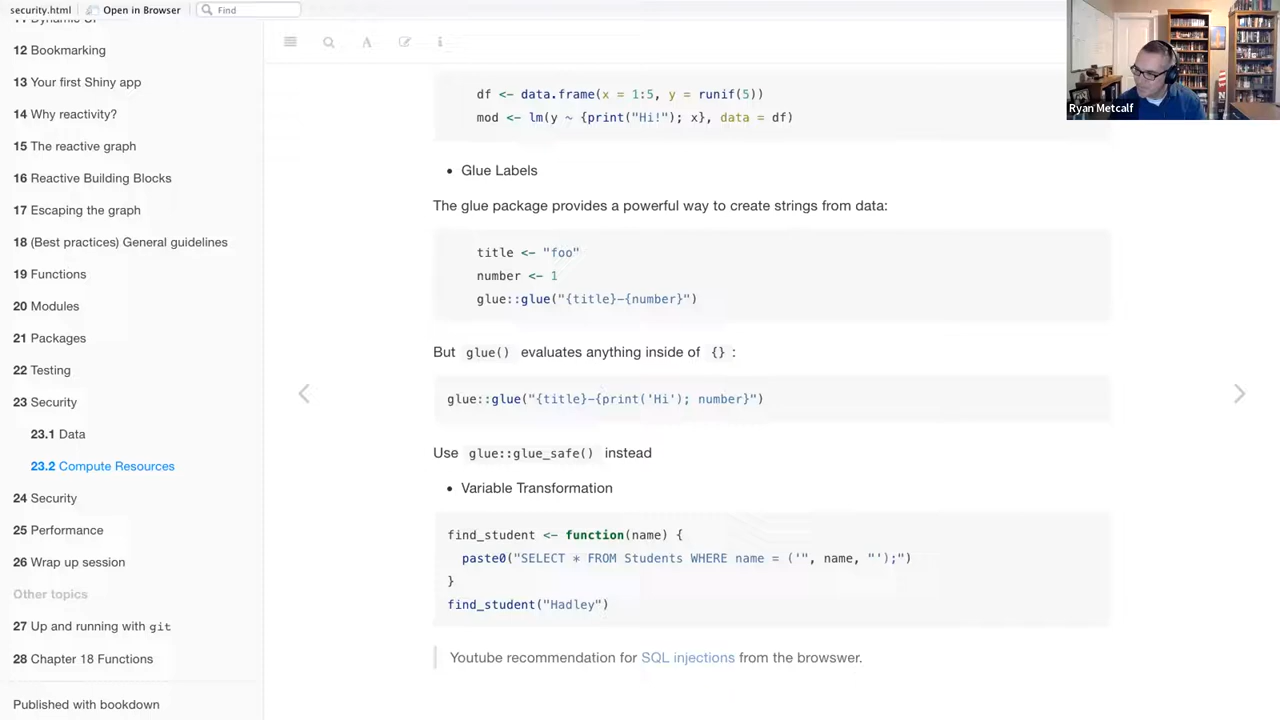 security.html
Open in Browser
Find
11 Dynamic UI
12 Bookmarking
13 Your first Shiny app
14 Why reactivity?
15 The reactive graph
16 Reactive Building Blocks
17 Escaping the graph
18 (Best practices) General guidelines
19 Functions
20 Modules
21 Packages
22 Testing
23 Security
23.1 Data
23.2 Compute Resources
24 Security
25 Performance
26 Wrap up session
Other topics
27 Up and running with git
28 Chapter 18 Functions
Published with bookdown
df <- data.frame(x = 1:5, y = runif(5))
mod <- lm(y ~ {print("Hi!"); x}, data = df)
• Glue Labels
The glue package provides a powerful way to create strings from data:
title <- "foo"
number <- 1
glue::glue("{title}-{number}")
But glue() evaluates anything inside of {} :
glue::glue("{title}-{print('Hi'); number}")
Use glue::glue_safe() instead
• Variable Transformation
find_student <- function(name) {
paste0("SELECT * FROM Students WHERE name = ('", name, "');")
}
find_student("Hadley")
Youtube recommendation for SQL injections from the browswer.
Ryan Metcalf